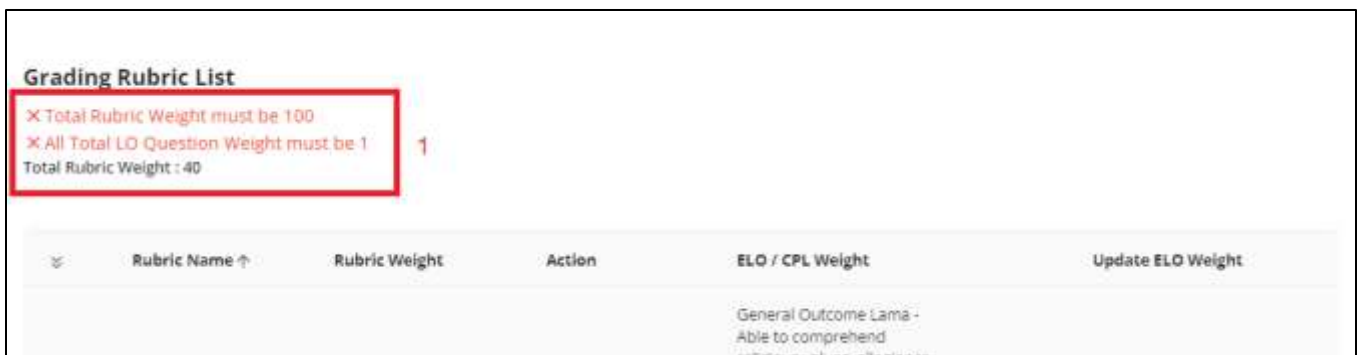 Grading Rubric List
× Total Rubric Weight must be 100
× All Total LO Question Weight must be 1
1
Total Rubric Weight : 40
Rubric Name ↑ Rubric Weight Action ELO / CPL Weight Update ELO Weight
General Outcome Lama -
Able to comprehend